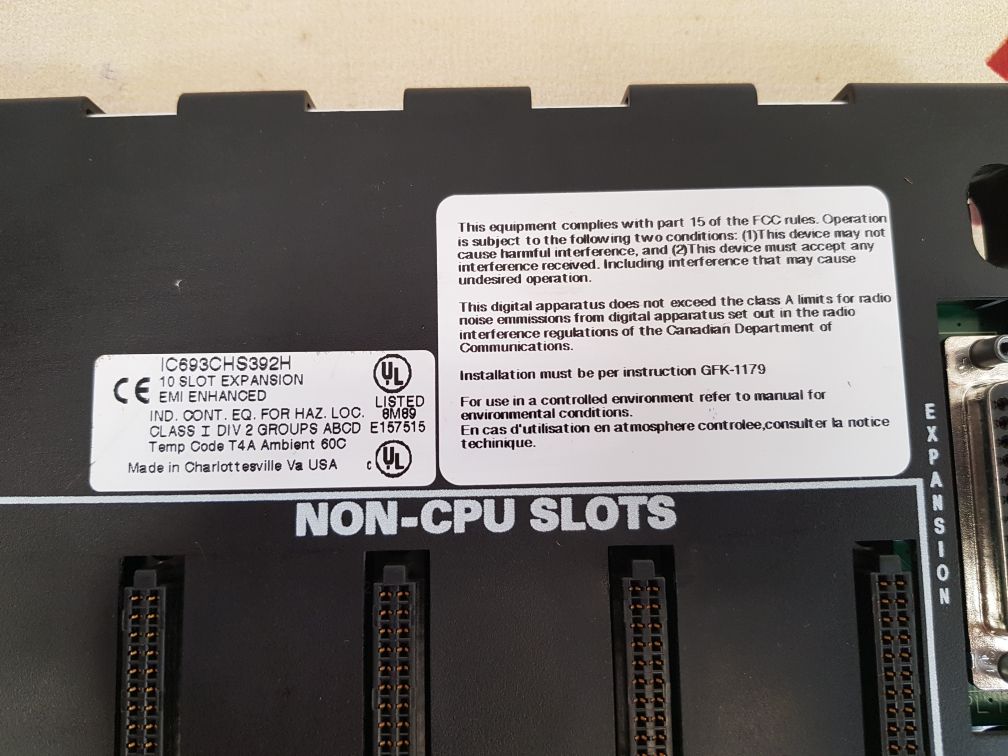 This equipment complies with part 15 of the FCC rules. Operation
is subject to the following two conditions: (1)This device may not
cause harmful interference, and (2)This device must accept any
interference received. Including interference that may cause
undesired operation.
This digital apparatus does not exceed the class A limits for radio
noise emmissions from digital apparatus set out in the radio
interference regulations of the Canadian Department of
Communications.
Installation must be per instruction GFK-1179
For use in a controlled environment refer to manual for
environmental conditions.
En cas d'utilisation en atmosphere controlee,consulter la notice
techinique.
IC693CHS392H
CE 10 SLOT EXPANSION
EMI ENHANCED
UL
LISTED
IND. CONT. EQ. FOR HAZ. LOC. 8M89
CLASS I DIV 2 GROUPS ABCD E157515
Temp Code T4A Ambient 60C
Made in Charlottesville Va USA c UL
NON-CPU SLOTS
EXPANSION